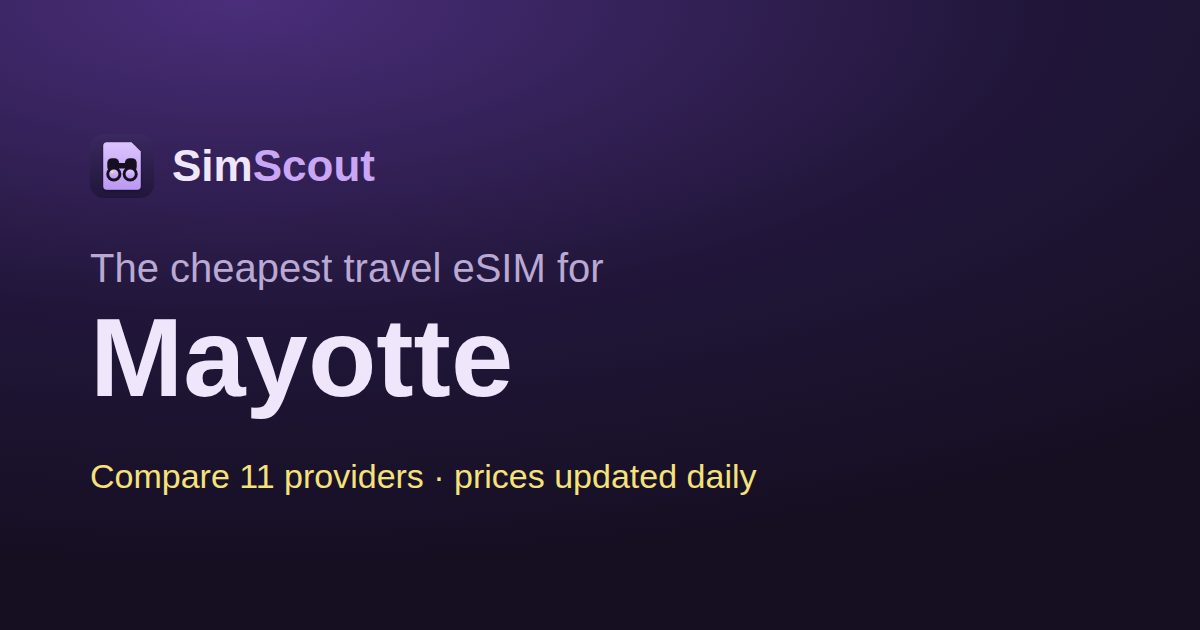 SimScout
The cheapest travel eSIM for
Mayotte
Compare 11 providers · prices updated daily